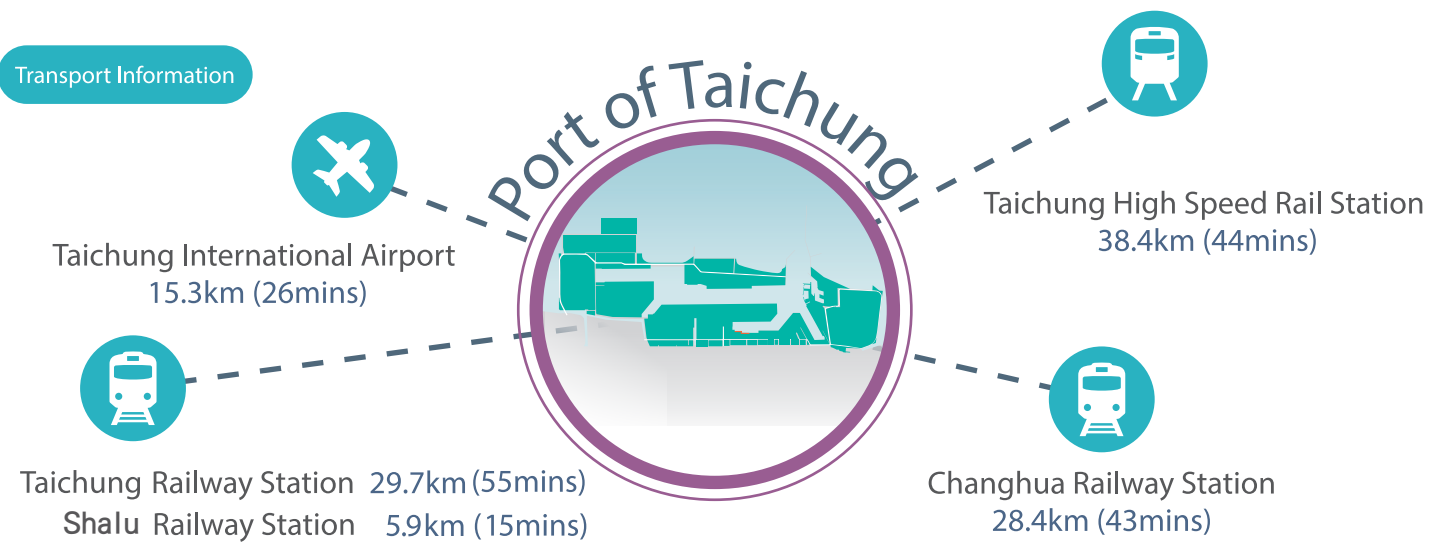 Transport Information
Port of Taichung
Taichung International Airport
15.3km (26mins)
Taichung High Speed Rail Station
38.4km (44mins)
Taichung Railway Station 29.7km (55mins)
Shalu Railway Station 5.9km (15mins)
Changhua Railway Station
28.4km (43mins)